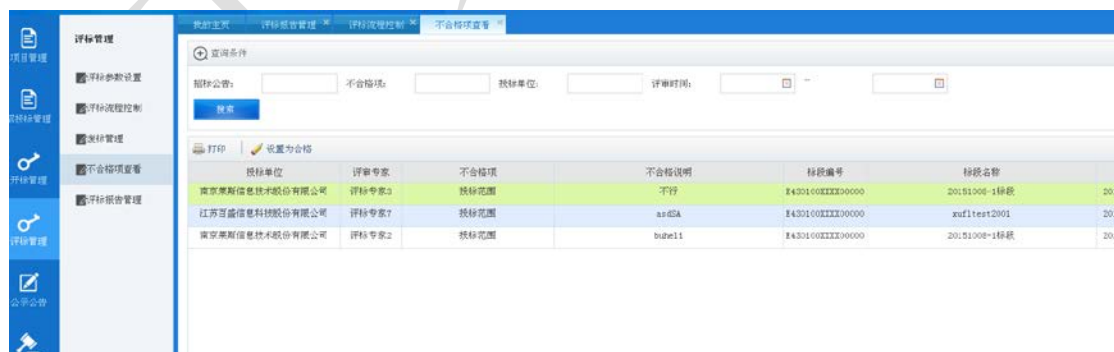 我的主页 评标报告管理 × 评标流程控制 × 不合格项查看 ×
项目管理
开标管理
评标管理
公示公告
评标管理
评标参数设置
评标流程控制
废标管理
不合格项查看
评标报告管理
查询条件
招标公告: 不合格项: 投标单位: 评审时间: --
搜索
打印 设置为合格
投标单位 评审专家 不合格项 不合格说明 标段编号 标段名称
南京莱斯信息技术股份有限公司 评标专家3 投标范围 不行 20151008-1标段 20
江苏百盛信息科技股份有限公司 评标专家7 投标范围 asdSA xufltest2001 20
南京莱斯信息技术股份有限公司 评标专家2 投标范围 buheli 20151008-1标段 20